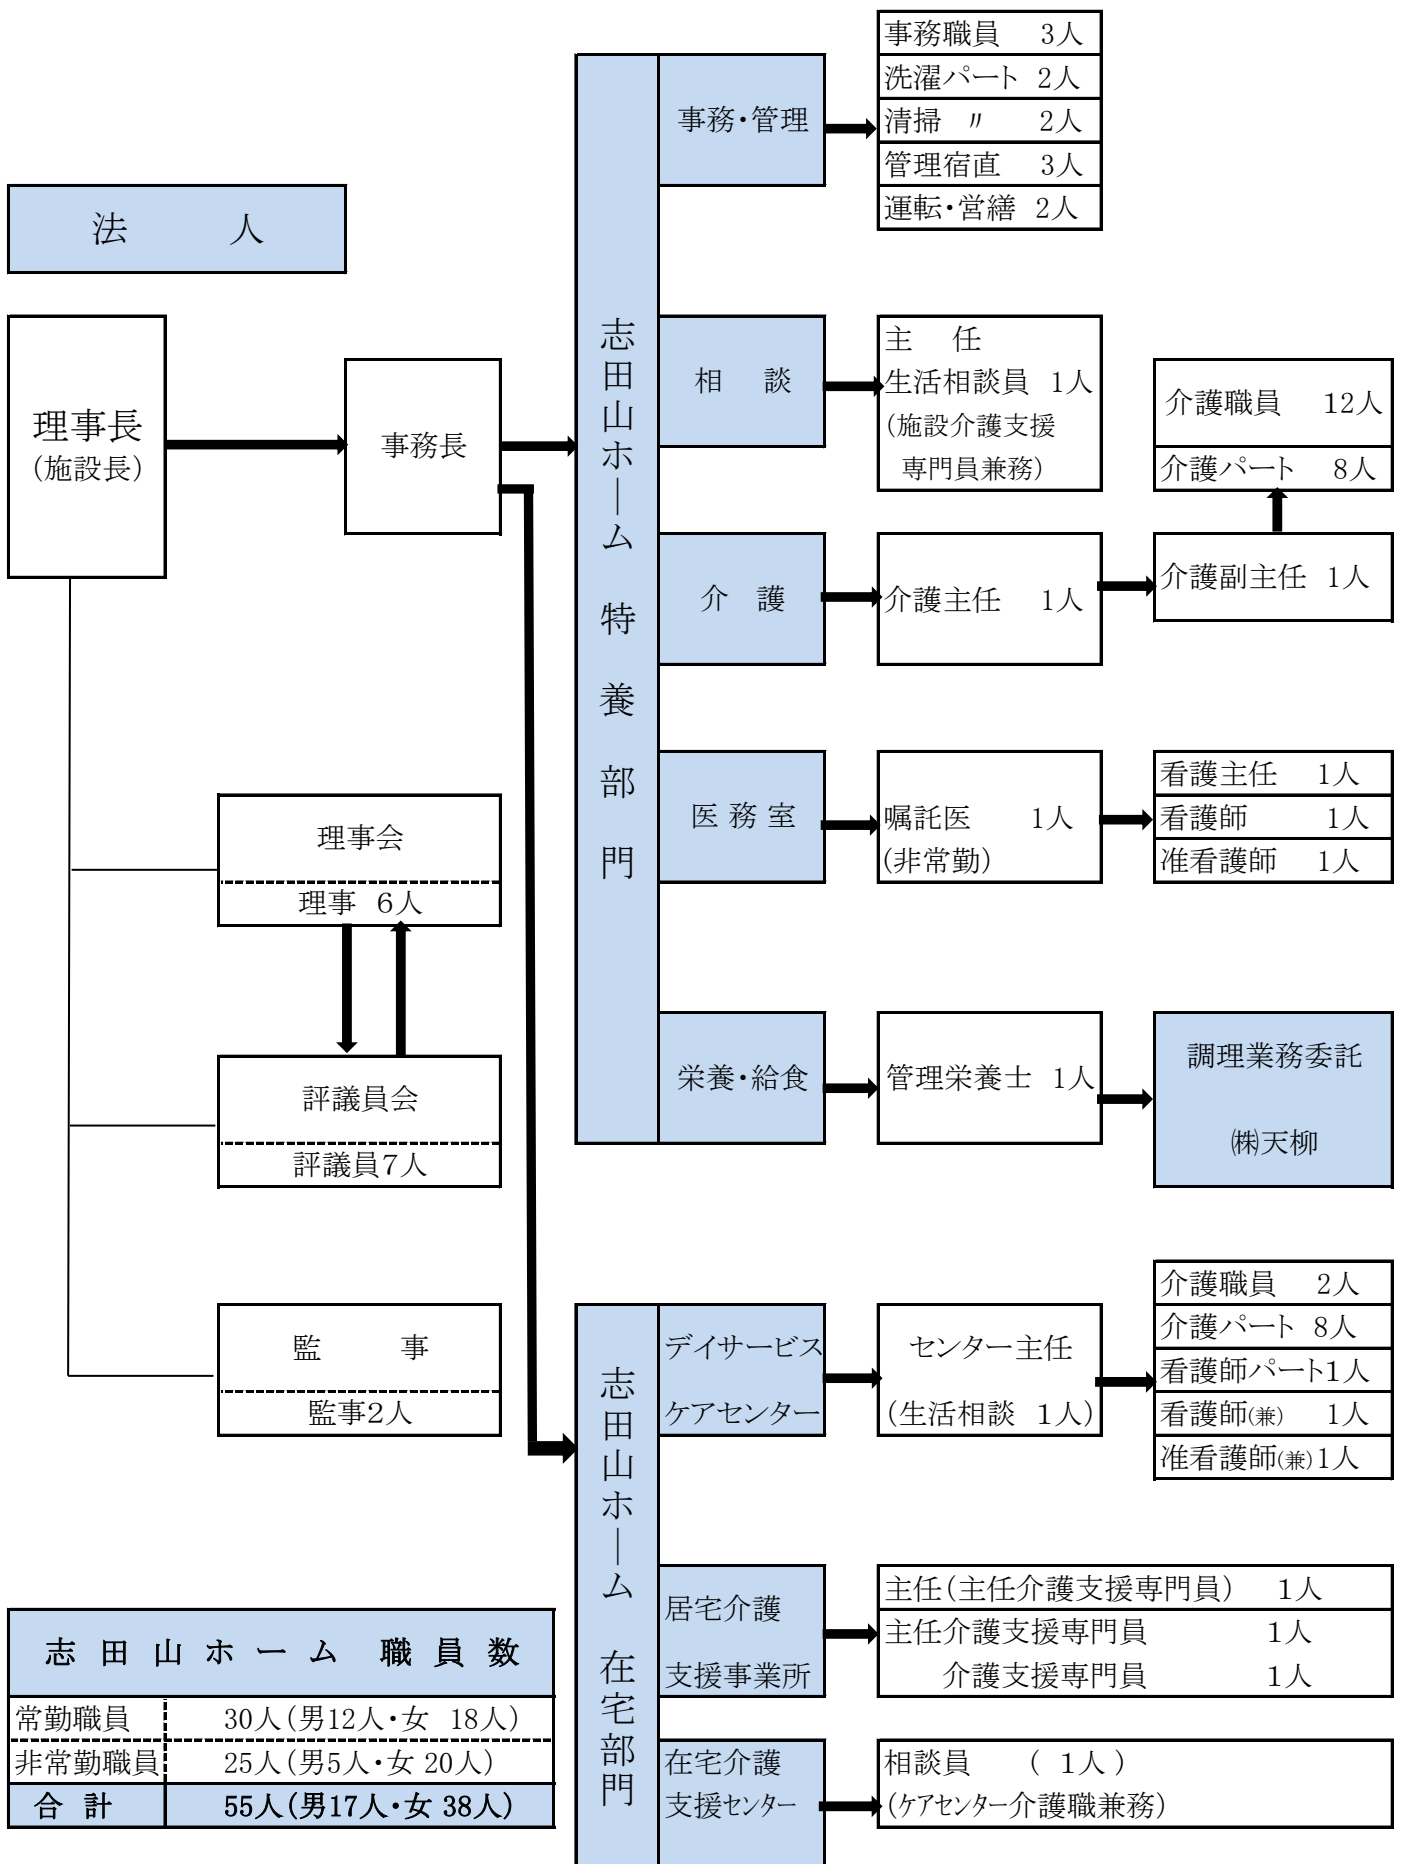 法　人
理事長
(施設長)
事務長
理事会
理事 6人
評議員会
評議員7人
監　事
監事2人
志田山ホーム 特養部門
事務・管理
事務職員 3人
洗濯パート 2人
清掃 〃 2人
管理宿直 3人
運転・営繕 2人
相　談
主　任
生活相談員 1人
(施設介護支援
専門員兼務)
介　護
介護主任 1人
介護副主任 1人
介護職員 12人
介護パート 8人
医務室
嘱託医 1人
(非常勤)
看護主任 1人
看護師 1人
准看護師 1人
栄養・給食
管理栄養士 1人
調理業務委託
㈱天柳
志田山ホーム 在宅部門
デイサービス
ケアセンター
センター主任
(生活相談 1人)
介護職員 2人
介護パート 8人
看護師パート1人
看護師(兼) 1人
准看護師(兼)1人
居宅介護
支援事業所
主任(主任介護支援専門員) 1人
主任介護支援専門員 1人
介護支援専門員 1人
在宅介護
支援センター
相談員 ( 1人 )
(ケアセンター介護職兼務)
志田山ホーム 職員数
常勤職員 30人(男12人・女 18人)
非常勤職員 25人(男5人・女 20人)
合計 55人(男17人・女 38人)